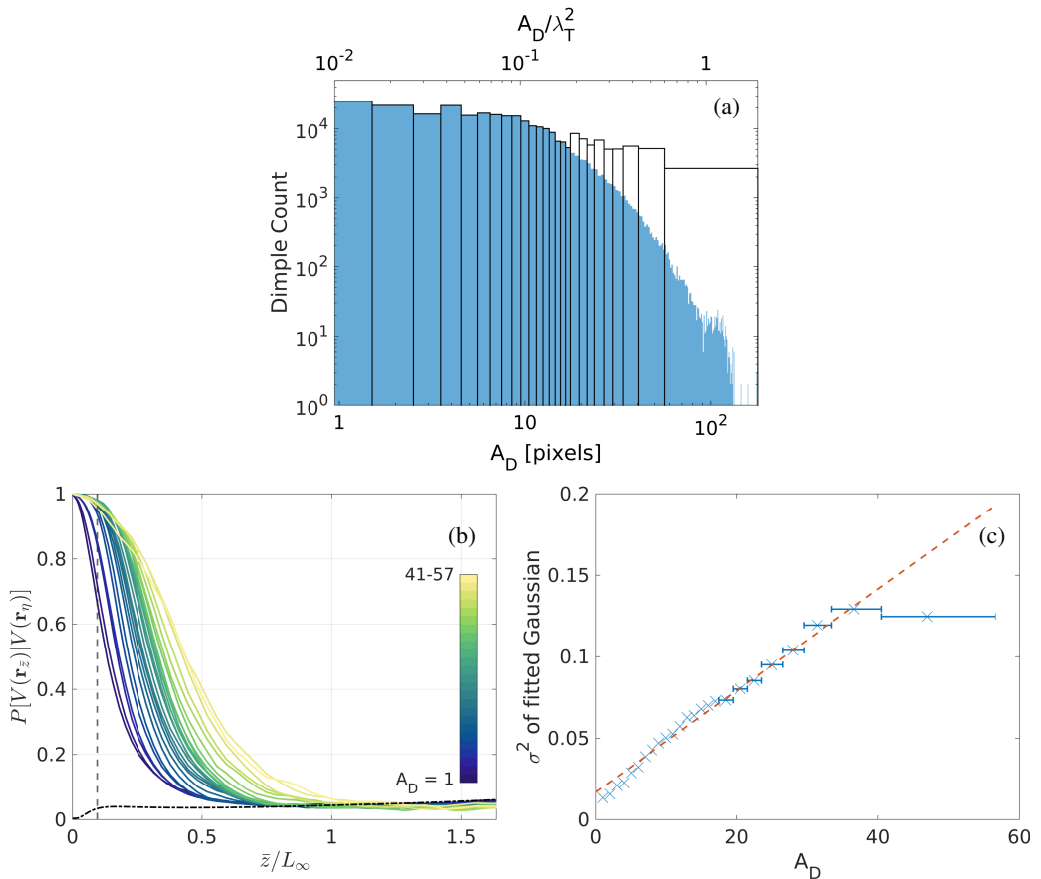 A_D/λ_T^2
10^-2 10^-1 1
(a)
Dimple Count
10^4
10^3
10^2
10^1
10^0
1 10 10^2
A_D [pixels]
(b)
P[V(r_z̄)|V(r_η)]
1
0.8
0.6
0.4
0.2
0
41-57
A_D = 1
0 0.5 1 1.5
z̄/L_∞
(c)
σ^2 of fitted Gaussian
0.2
0.15
0.1
0.05
0
0 20 40 60
A_D